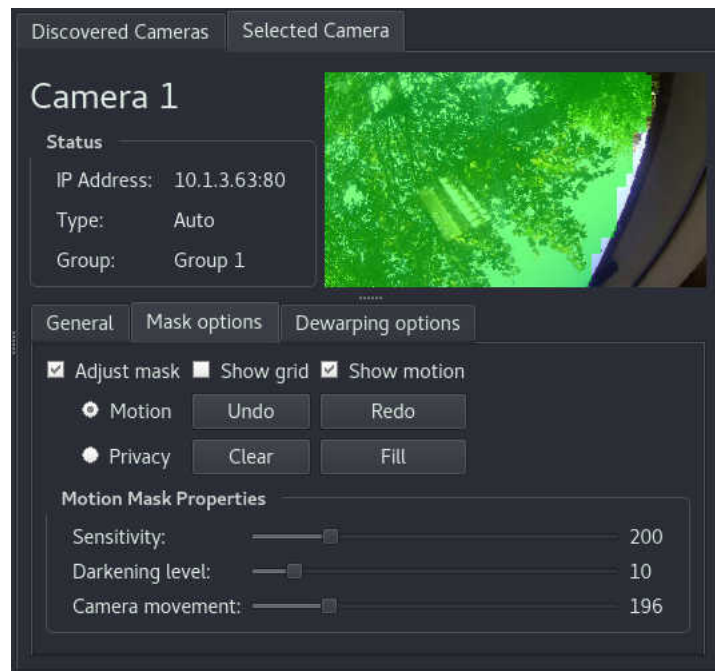 Discovered Cameras Selected Camera
Camera 1
Status
IP Address: 10.1.3.63:80
Type: Auto
Group: Group 1
General Mask options Dewarping options
Adjust mask Show grid Show motion
Motion Undo Redo
Privacy Clear Fill
Motion Mask Properties
Sensitivity: 200
Darkening level: 10
Camera movement: 196